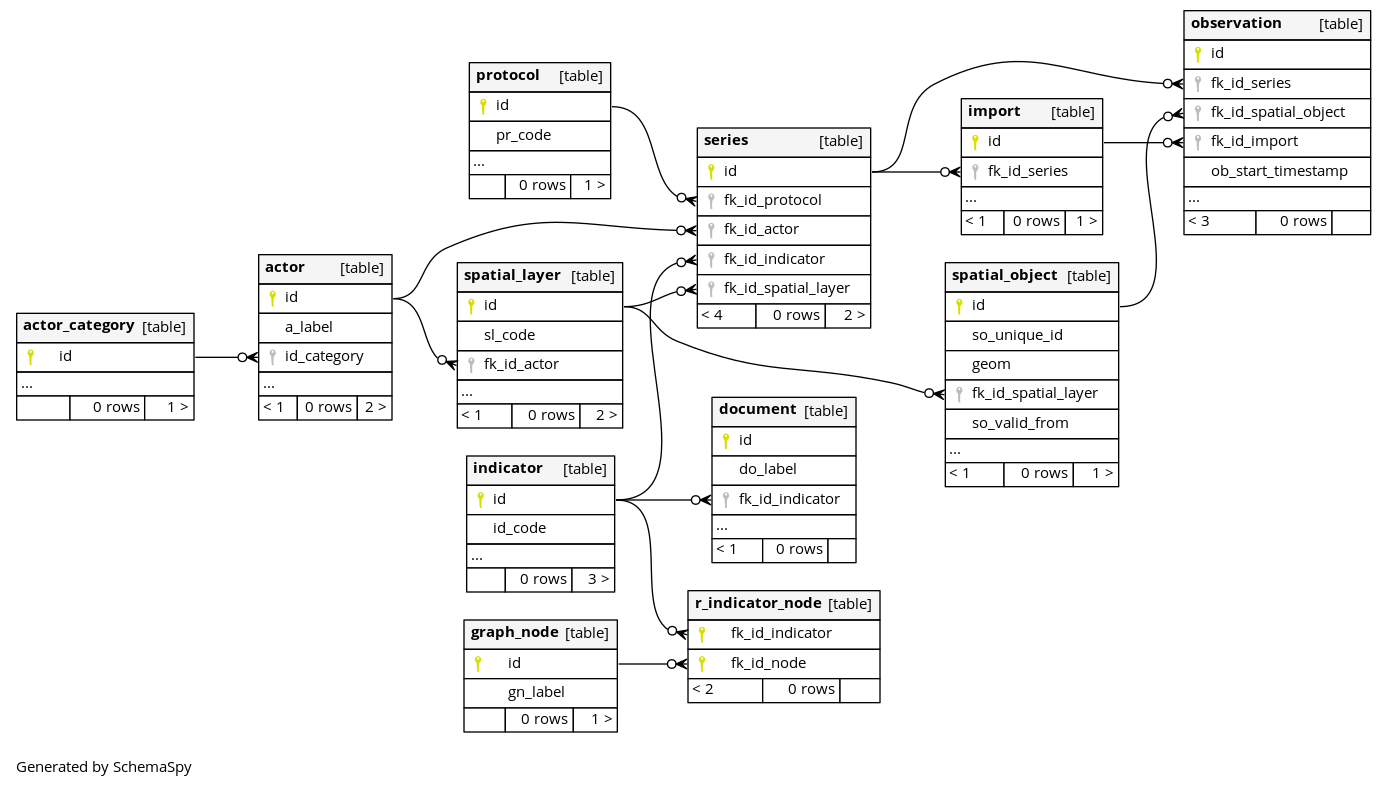 observation [table]
id
fk_id_series
fk_id_spatial_object
fk_id_import
ob_start_timestamp
...
< 3 0 rows
protocol [table]
id
pr_code
...
0 rows 1 >
import [table]
id
fk_id_series
...
< 1 0 rows 1 >
series [table]
id
fk_id_protocol
fk_id_actor
fk_id_indicator
fk_id_spatial_layer
< 4 0 rows 2 >
actor [table]
id
a_label
id_category
...
< 1 0 rows 2 >
spatial_layer [table]
id
sl_code
fk_id_actor
...
< 1 0 rows 2 >
spatial_object [table]
id
so_unique_id
geom
fk_id_spatial_layer
so_valid_from
...
< 1 0 rows 1 >
actor_category [table]
id
...
0 rows 1 >
document [table]
id
do_label
fk_id_indicator
...
< 1 0 rows
indicator [table]
id
id_code
...
0 rows 3 >
r_indicator_node [table]
fk_id_indicator
fk_id_node
< 2 0 rows
graph_node [table]
id
gn_label
0 rows 1 >
Generated by SchemaSpy